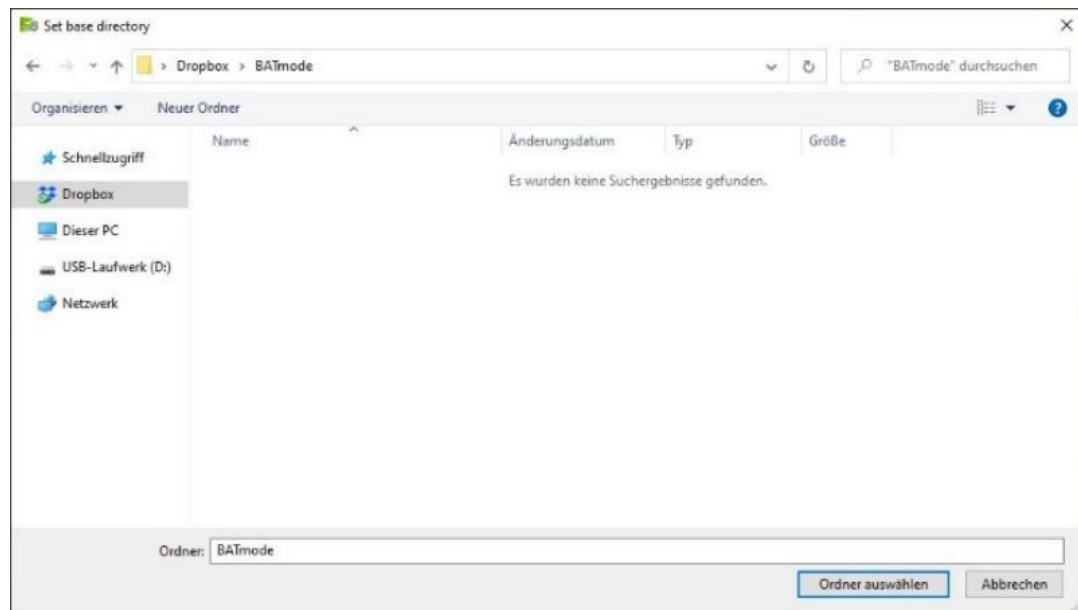 Set base directory
Dropbox > BATmode
"BATmode" durchsuchen
Organisieren
Neuer Ordner
Name
Änderungsdatum
Typ
Größe
Schnellzugriff
Es wurden keine Suchergebnisse gefunden.
Dropbox
Dieser PC
USB-Laufwerk (D:)
Netzwerk
Ordner: BATmode
Ordner auswählen
Abbrechen